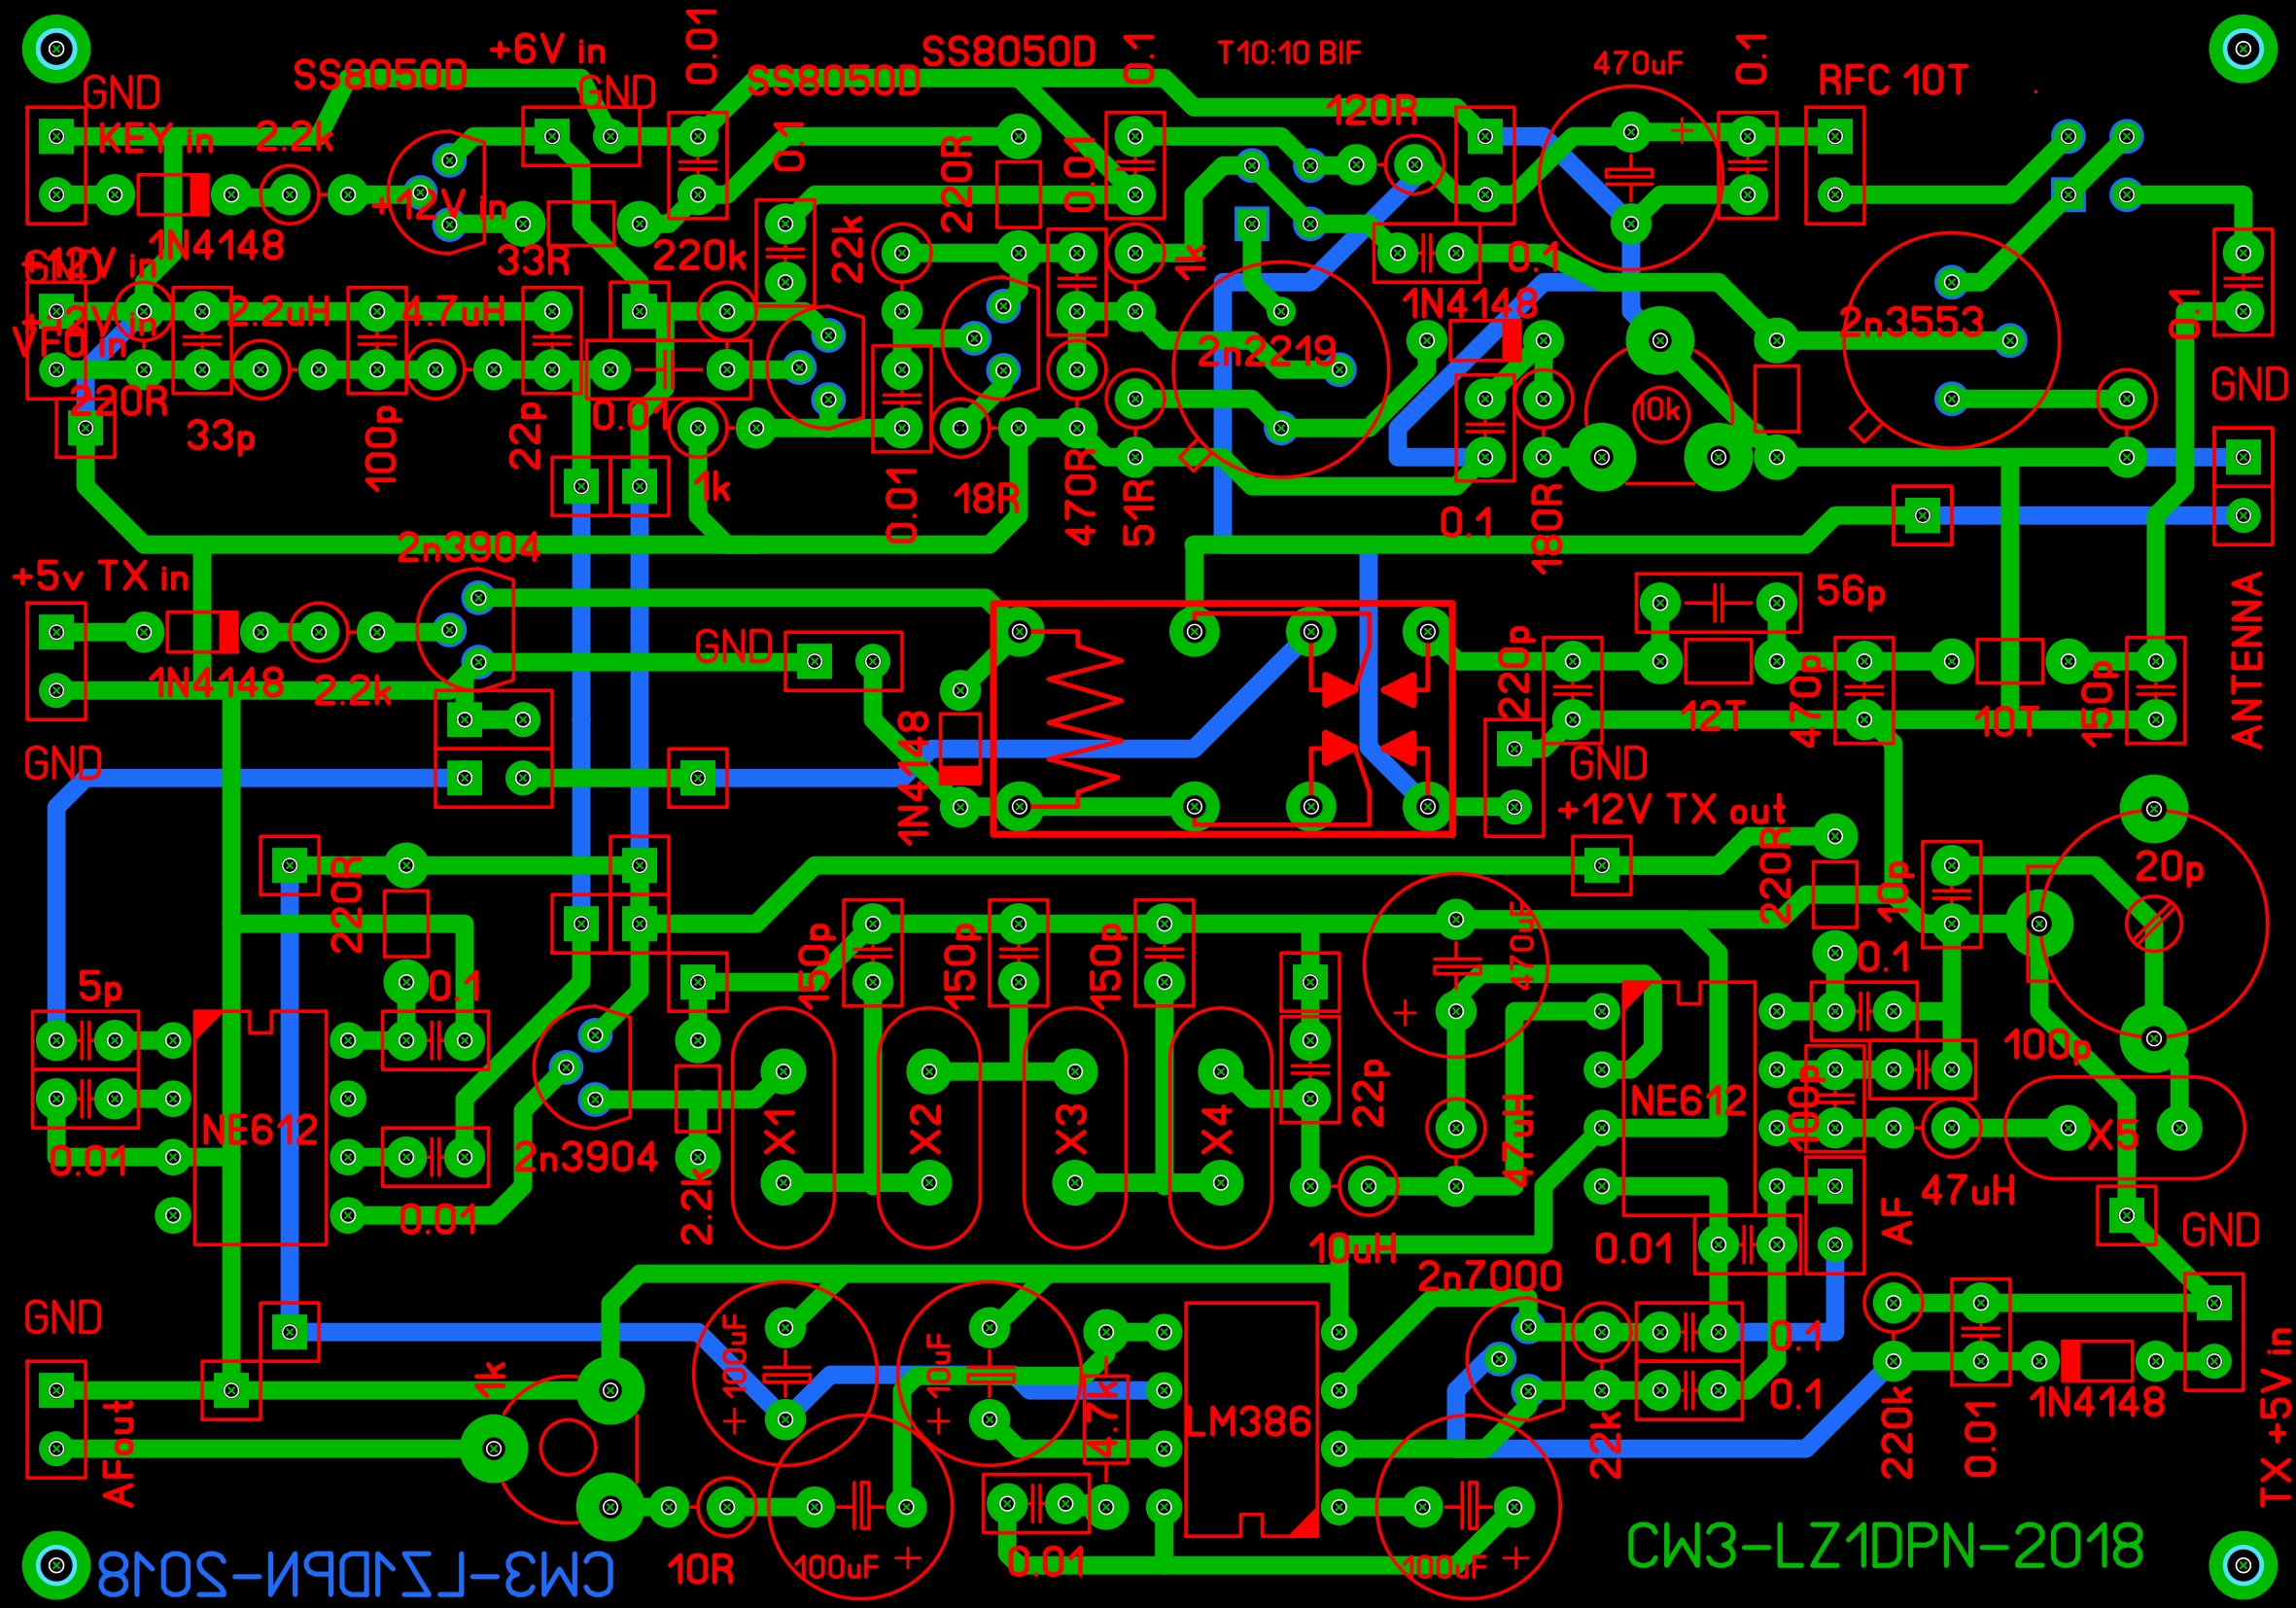 SS8050D
+6V in
0.01
SS8050D
SS8050D
0.1
T10:10 BIF
470uF
0.1
RFC 10T
GND
GND
KEY in
2.2k
0.1
220R
0.01
120R
+12V in
1N4148
33R
220k
22k
1k
0.1
+12V in
GND
2.2uH
4.7uH
1N4148
2n3553
0.1
+12V in
VFO in
2n2219
GND
220R
33p
100p
22p
0.01
10k
1k
0.01
18R
470R
51R
0.1
180R
2n3904
+5v TX in
56p
ANTENNA
1N4148
2.2k
GND
220p
12T
470p
10T
150p
GND
1N4148
GND
+12V TX out
220R
220R
10p
20p
5p
0.1
150p
150p
150p
470uF
0.1
100p
NE612
0.01
0.01
2n3904
2.2k
X1
X2
X3
X4
22p
47uH
NE612
100p
X5
47uH
10uH
0.01
AF
GND
2n7000
GND
1k
100uF
10uF
4.7k
LM386
0.1
0.1
22k
220k
0.01
1N4148
TX +5V in
AFout
10R
100uF
0.01
100uF
CW3-LZ1DPN-2018
CW3-LZ1DPN-2018